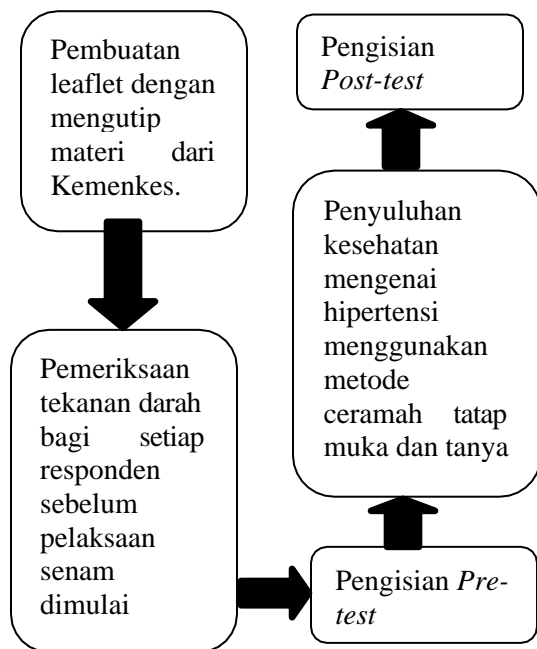 Pembuatan
leaflet dengan
mengutip
materi dari
Kemenkes.
Pemeriksaan
tekanan darah
bagi setiap
responden
sebelum
pelaksaan
senam
dimulai
Pengisian Pre-
test
Penyuluhan
kesehatan
mengenai
hipertensi
menggunakan
metode
ceramah tatap
muka dan tanya
Pengisian
Post-test